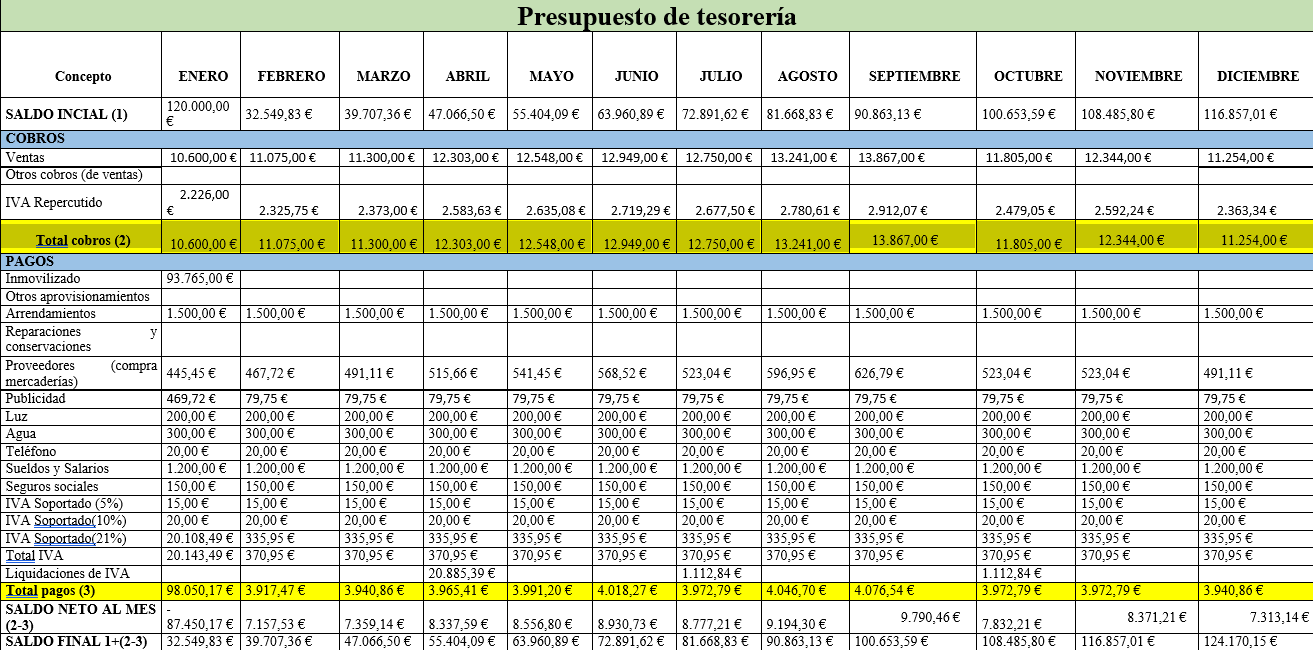 Presupuesto de tesorería
Concepto ENERO FEBRERO MARZO ABRIL MAYO JUNIO JULIO AGOSTO SEPTIEMBRE OCTUBRE NOVIEMBRE DICIEMBRE
SALDO INCIAL (1) 120.000,00 € 32.549,83 € 39.707,36 € 47.066,50 € 55.404,09 € 63.960,89 € 72.891,62 € 81.668,83 € 90.863,13 € 100.653,59 € 108.485,80 € 116.857,01 €
COBROS
Ventas 10.600,00 € 11.075,00 € 11.300,00 € 12.303,00 € 12.548,00 € 12.949,00 € 12.750,00 € 13.241,00 € 13.867,00 € 11.805,00 € 12.344,00 € 11.254,00 €
Otros cobros (de ventas)
IVA Repercutido 2.226,00 € 2.325,75 € 2.373,00 € 2.583,63 € 2.635,08 € 2.719,29 € 2.677,50 € 2.780,61 € 2.912,07 € 2.479,05 € 2.592,24 € 2.363,34 €
Total cobros (2) 10.600,00 € 11.075,00 € 11.300,00 € 12.303,00 € 12.548,00 € 12.949,00 € 12.750,00 € 13.241,00 € 13.867,00 € 11.805,00 € 12.344,00 € 11.254,00 €
PAGOS
Inmovilizado 93.765,00 €
Otros aprovisionamientos
Arrendamientos 1.500,00 € 1.500,00 € 1.500,00 € 1.500,00 € 1.500,00 € 1.500,00 € 1.500,00 € 1.500,00 € 1.500,00 € 1.500,00 € 1.500,00 € 1.500,00 €
Reparaciones y
conservaciones
Proveedores (compra
mercaderías) 445,45 € 467,72 € 491,11 € 515,66 € 541,45 € 568,52 € 523,04 € 596,95 € 626,79 € 523,04 € 523,04 € 491,11 €
Publicidad 469,72 € 79,75 € 79,75 € 79,75 € 79,75 € 79,75 € 79,75 € 79,75 € 79,75 € 79,75 € 79,75 € 79,75 €
Luz 200,00 € 200,00 € 200,00 € 200,00 € 200,00 € 200,00 € 200,00 € 200,00 € 200,00 € 200,00 € 200,00 € 200,00 €
Agua 300,00 € 300,00 € 300,00 € 300,00 € 300,00 € 300,00 € 300,00 € 300,00 € 300,00 € 300,00 € 300,00 € 300,00 €
Teléfono 20,00 € 20,00 € 20,00 € 20,00 € 20,00 € 20,00 € 20,00 € 20,00 € 20,00 € 20,00 € 20,00 € 20,00 €
Sueldos y Salarios 1.200,00 € 1.200,00 € 1.200,00 € 1.200,00 € 1.200,00 € 1.200,00 € 1.200,00 € 1.200,00 € 1.200,00 € 1.200,00 € 1.200,00 € 1.200,00 €
Seguros sociales 150,00 € 150,00 € 150,00 € 150,00 € 150,00 € 150,00 € 150,00 € 150,00 € 150,00 € 150,00 € 150,00 € 150,00 €
IVA Soportado (5%) 15,00 € 15,00 € 15,00 € 15,00 € 15,00 € 15,00 € 15,00 € 15,00 € 15,00 € 15,00 € 15,00 € 15,00 €
IVA Soportado(10%) 20,00 € 20,00 € 20,00 € 20,00 € 20,00 € 20,00 € 20,00 € 20,00 € 20,00 € 20,00 € 20,00 € 20,00 €
IVA Soportado(21%) 20.108,49 € 335,95 € 335,95 € 335,95 € 335,95 € 335,95 € 335,95 € 335,95 € 335,95 € 335,95 € 335,95 € 335,95 €
Total IVA 20.143,49 € 370,95 € 370,95 € 370,95 € 370,95 € 370,95 € 370,95 € 370,95 € 370,95 € 370,95 € 370,95 € 370,95 €
Liquidaciones de IVA 20.885,39 € 1.112,84 € 1.112,84 €
Total pagos (3) 98.050,17 € 3.917,47 € 3.940,86 € 3.965,41 € 3.991,20 € 4.018,27 € 3.972,79 € 4.046,70 € 4.076,54 € 3.972,79 € 3.972,79 € 3.940,86 €
SALDO NETO AL MES
(2-3) - 87.450,17 € 7.157,53 € 7.359,14 € 8.337,59 € 8.556,80 € 8.930,73 € 8.777,21 € 9.194,30 € 9.790,46 € 7.832,21 € 8.371,21 € 7.313,14 €
SALDO FINAL 1+(2-3) 32.549,83 € 39.707,36 € 47.066,50 € 55.404,09 € 63.960,89 € 72.891,62 € 81.668,83 € 90.863,13 € 100.653,59 € 108.485,80 € 116.857,01 € 124.170,15 €